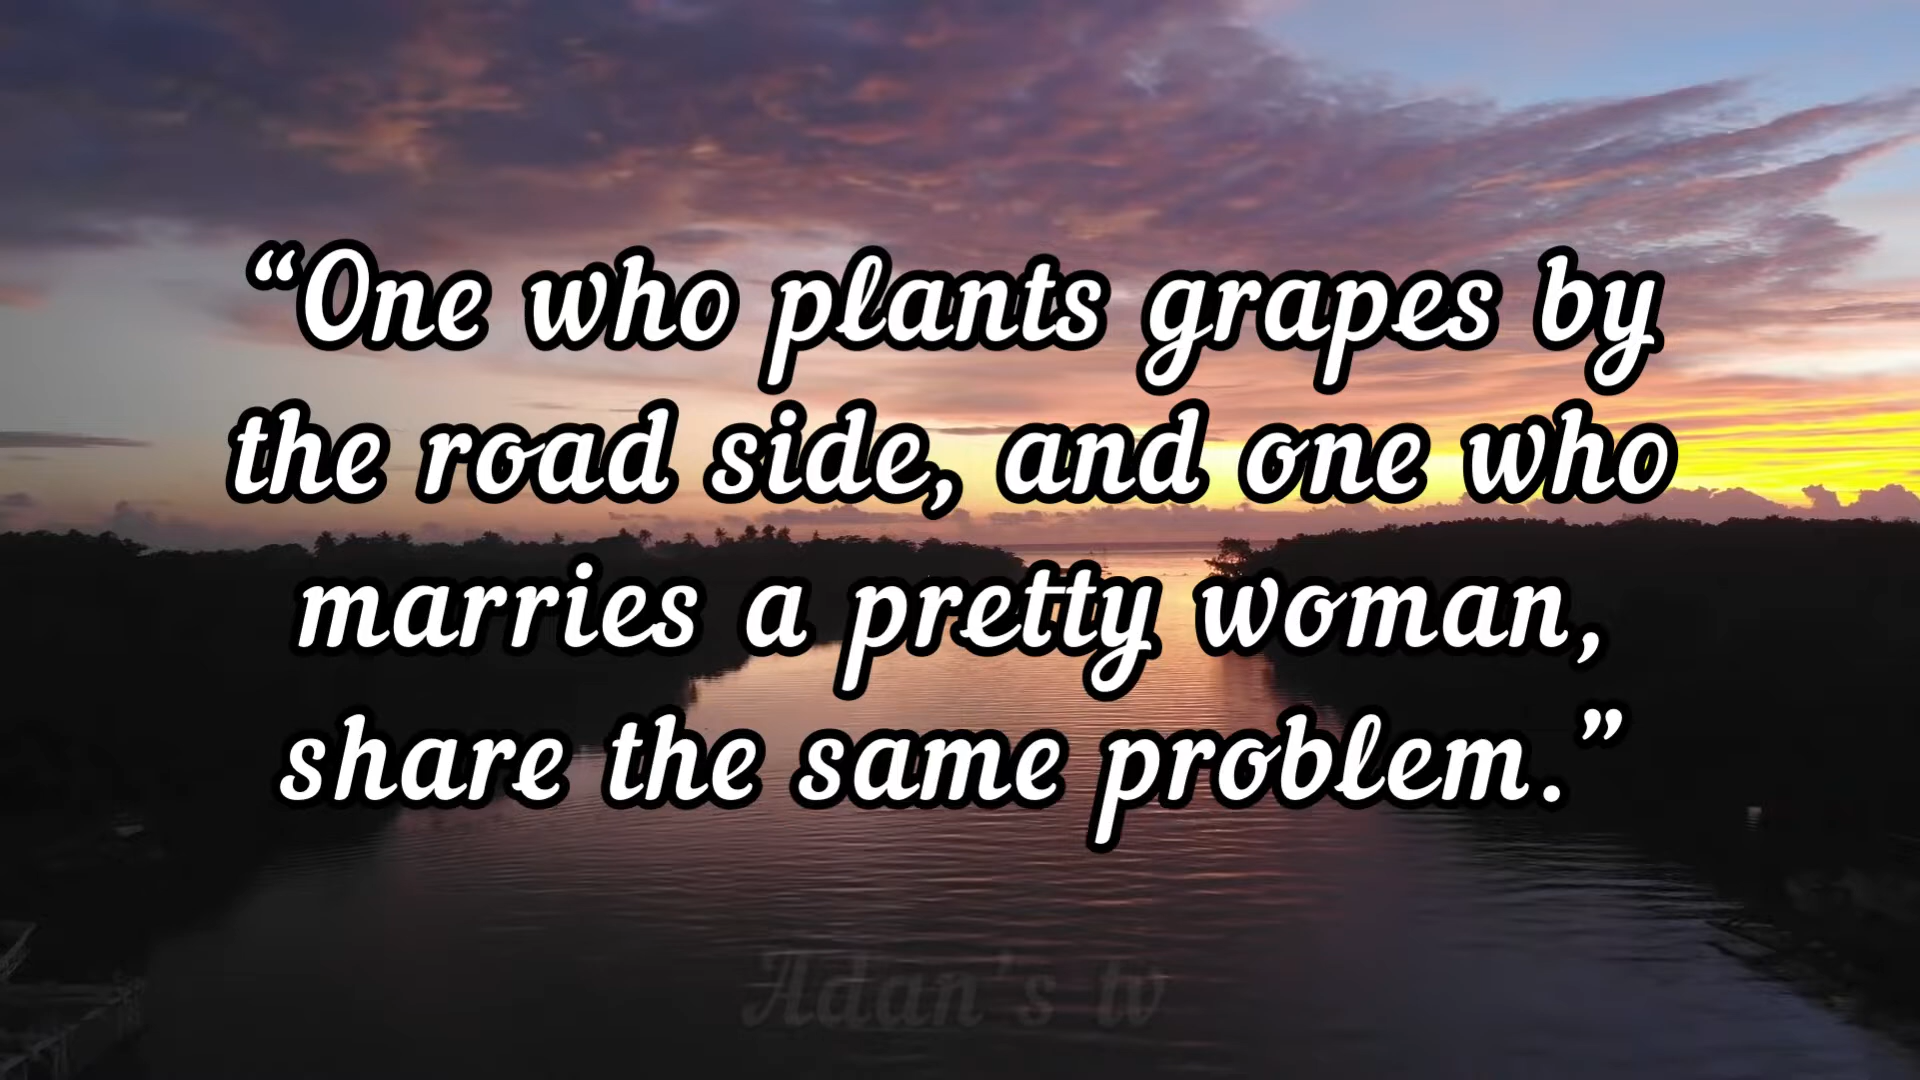 “One who plants grapes by
the road side, and one who
marries a pretty woman,
share the same problem.”
Adan's tv